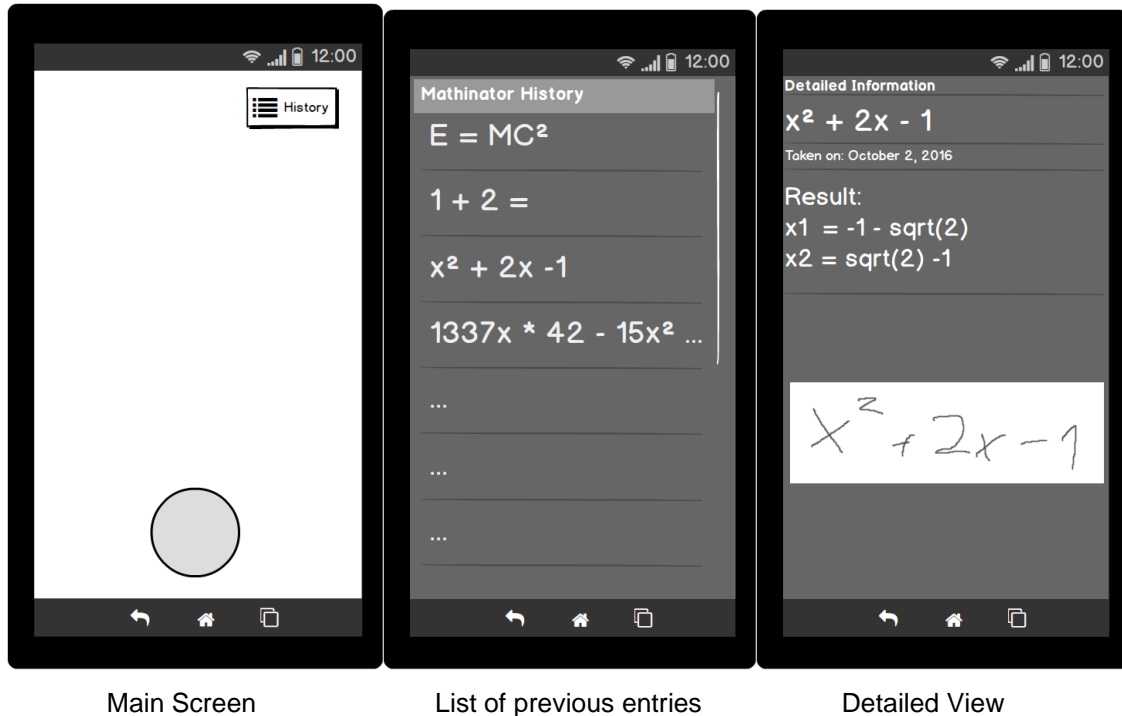 12:00
History
Main Screen
12:00
Mathinator History
E = MC²
1 + 2 =
x² + 2x -1
1337x * 42 - 15x² ...
...
...
...
List of previous entries
12:00
Detailed Information
x² + 2x - 1
Taken on: October 2, 2016
Result:
x1 = -1 - sqrt(2)
x2 = sqrt(2) -1
x² + 2x - 1
Detailed View